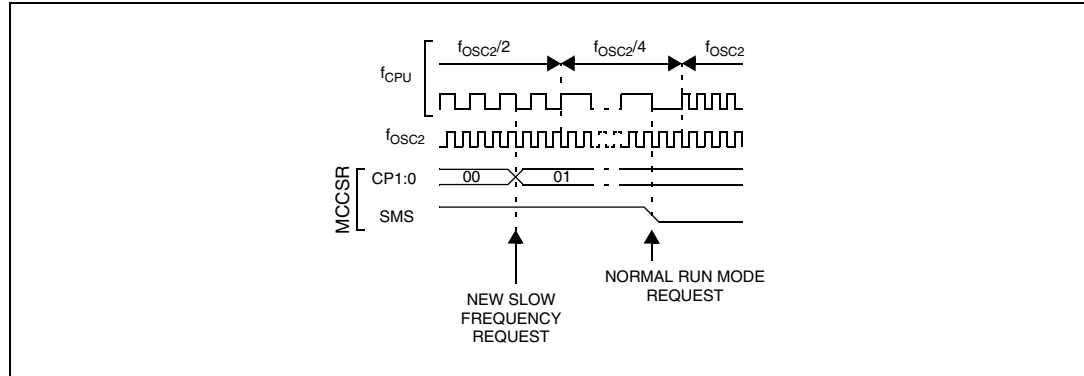 fOSC2/2 fOSC2/4 fOSC2
fCPU
fOSC2
MCCSR
CP1:0 00 01
SMS
NEW SLOW
FREQUENCY
REQUEST
NORMAL RUN MODE
REQUEST